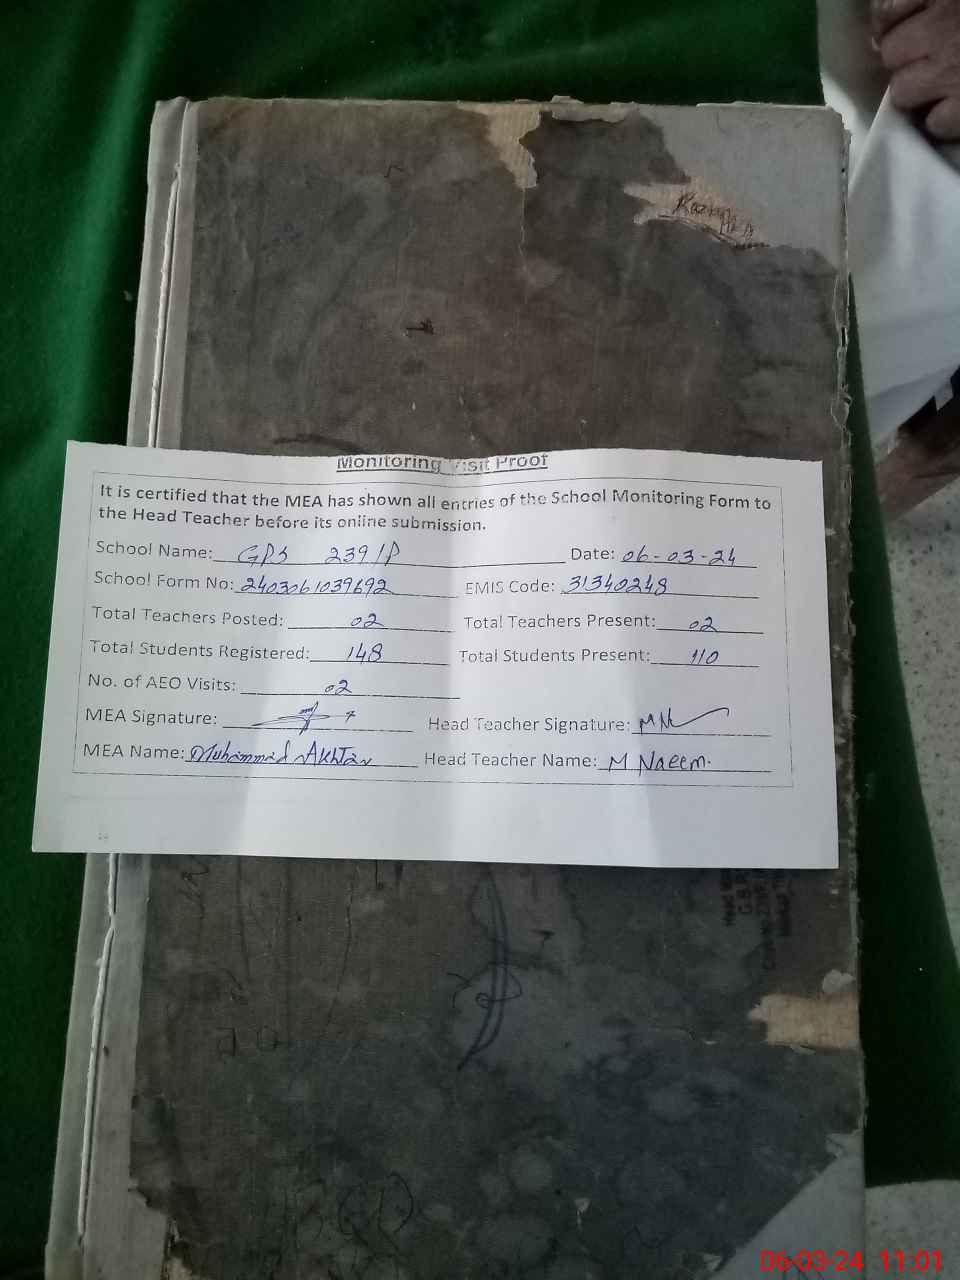 Monitoring Visit Proof
It is certified that the MEA has shown all entries of the School Monitoring Form to
the Head Teacher before its online submission.
School Name: GPS 239/P Date: 06-03-24
School Form No: 2403061039692 EMIS Code: 31340248
Total Teachers Posted: 02 Total Teachers Present: 02
Total Students Registered: 148 Total Students Present: 110
No. of AEO Visits: 02
MEA Signature: Head Teacher Signature:
MEA Name: Muhammad Akhtar Head Teacher Name: M Naeem.
06-03-24 11:01